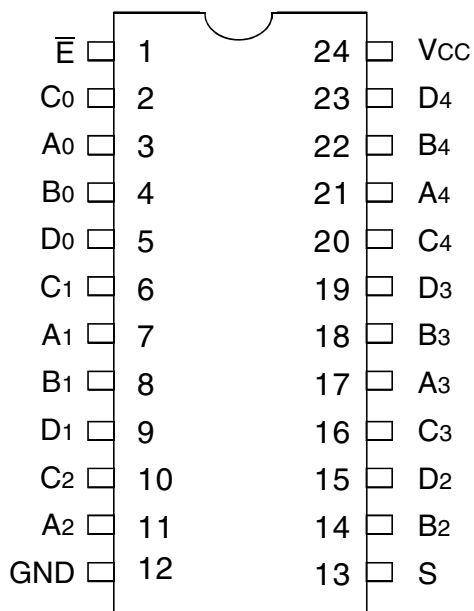 E̅ 1 24 VCC
C0 2 23 D4
A0 3 22 B4
B0 4 21 A4
D0 5 20 C4
C1 6 19 D3
A1 7 18 B3
B1 8 17 A3
D1 9 16 C3
C2 10 15 D2
A2 11 14 B2
GND 12 13 S